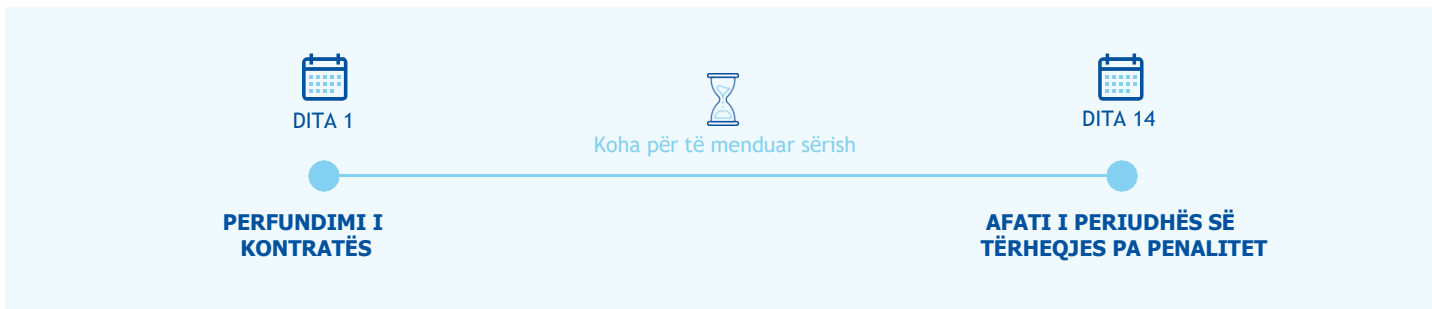 DITA 1
DITA 14
Koha për të menduar sërish
PERFUNDIMI I
KONTRATËS
AFATI I PERIUDHËS SË
TËRHEQJES PA PENALITET